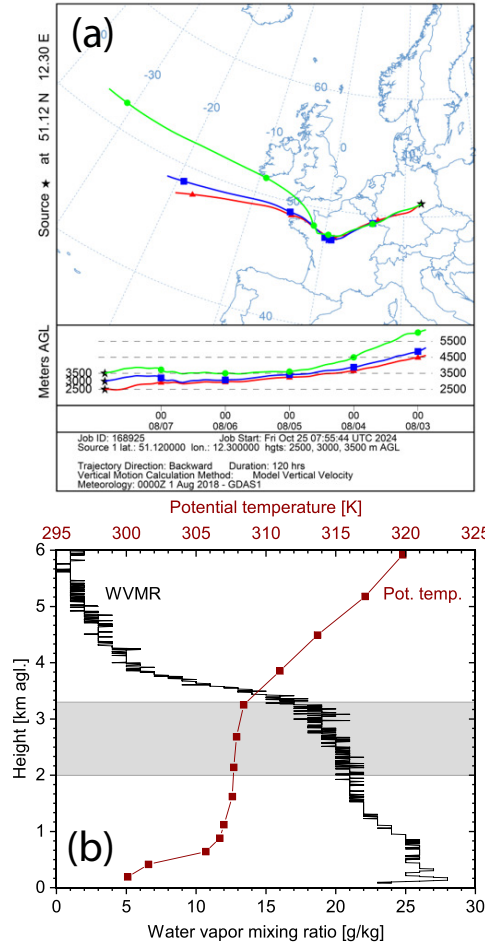 (a)
Source ★ at 51.12 N 12.30 E
-30
-20
-10
0
60
50
40
Meters AGL
3500
3000
2500
5500
4500
3500
2500
00 00 00 00 00
08/07 08/06 08/05 08/04 08/03
Job ID: 168925 Job Start: Fri Oct 25 07:55:44 UTC 2024
Source 1 lat.: 51.120000 lon.: 12.300000 hgts: 2500, 3000, 3500 m AGL
Trajectory Direction: Backward Duration: 120 hrs
Vertical Motion Calculation Method: Model Vertical Velocity
Meteorology: 0000Z 1 Aug 2018 - GDAS1
Potential temperature [K]
295 300 305 310 315 320 325
WVMR
Pot. temp.
Height [km agl.]
6
5
4
3
2
1
0
(b)
0 5 10 15 20 25 30
Water vapor mixing ratio [g/kg]